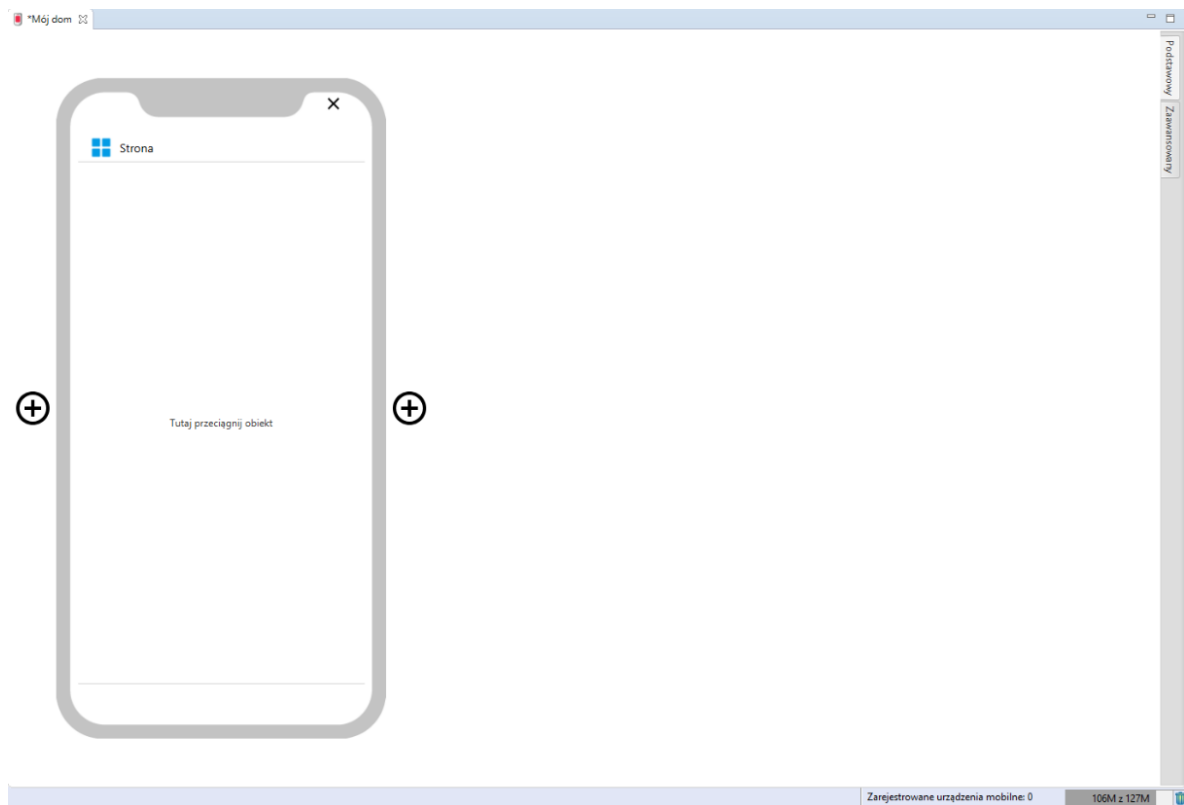 *Mój dom
Podstawowy
Zaawansowany
Strona
Tutaj przeciągnij obiekt
Zarejestrowane urządzenia mobilne: 0
106M z 127M